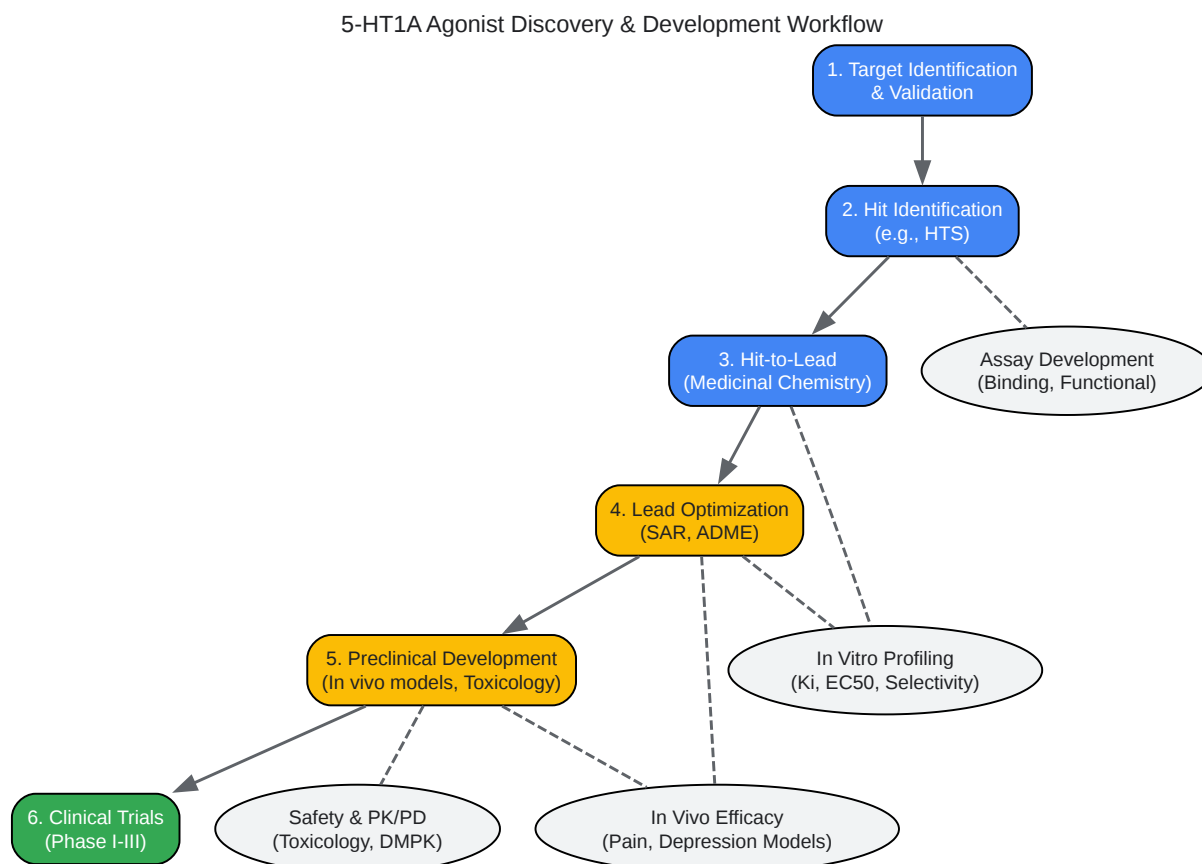 5-HT1A Agonist Discovery & Development Workflow
1. Target Identification
& Validation
2. Hit Identification
(e.g., HTS)
3. Hit-to-Lead
(Medicinal Chemistry)
Assay Development
(Binding, Functional)
4. Lead Optimization
(SAR, ADME)
5. Preclinical Development
(In vivo models, Toxicology)
In Vitro Profiling
(Ki, EC50, Selectivity)
6. Clinical Trials
(Phase I-III)
Safety & PK/PD
(Toxicology, DMPK)
In Vivo Efficacy
(Pain, Depression Models)